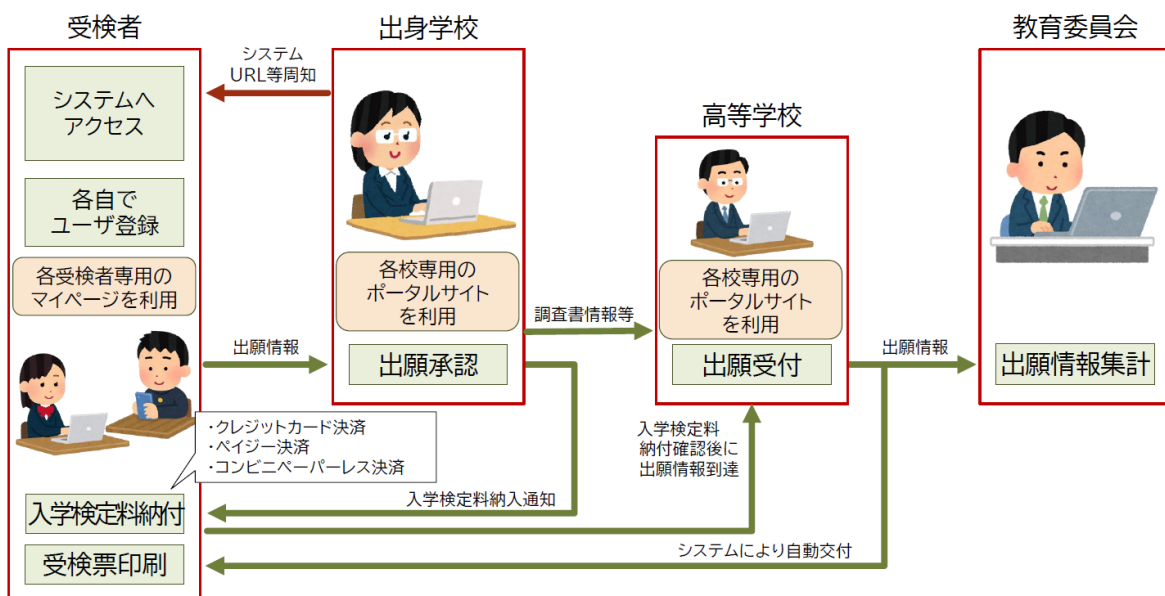 受検者
システムへ
アクセス
各自で
ユーザ登録
各受検者専用の
マイページを利用
・クレジットカード決済
・ペイジー決済
・コンビニペーパーレス決済
入学検定料納付
受検票印刷
システム
URL等周知
出願情報
出身学校
各校専用の
ポータルサイト
を利用
出願承認
調査書情報等
入学検定料納入通知
高等学校
各校専用の
ポータルサイト
を利用
出願受付
入学検定料
納付確認後に
出願情報到達
システムにより自動交付
出願情報
教育委員会
出願情報集計